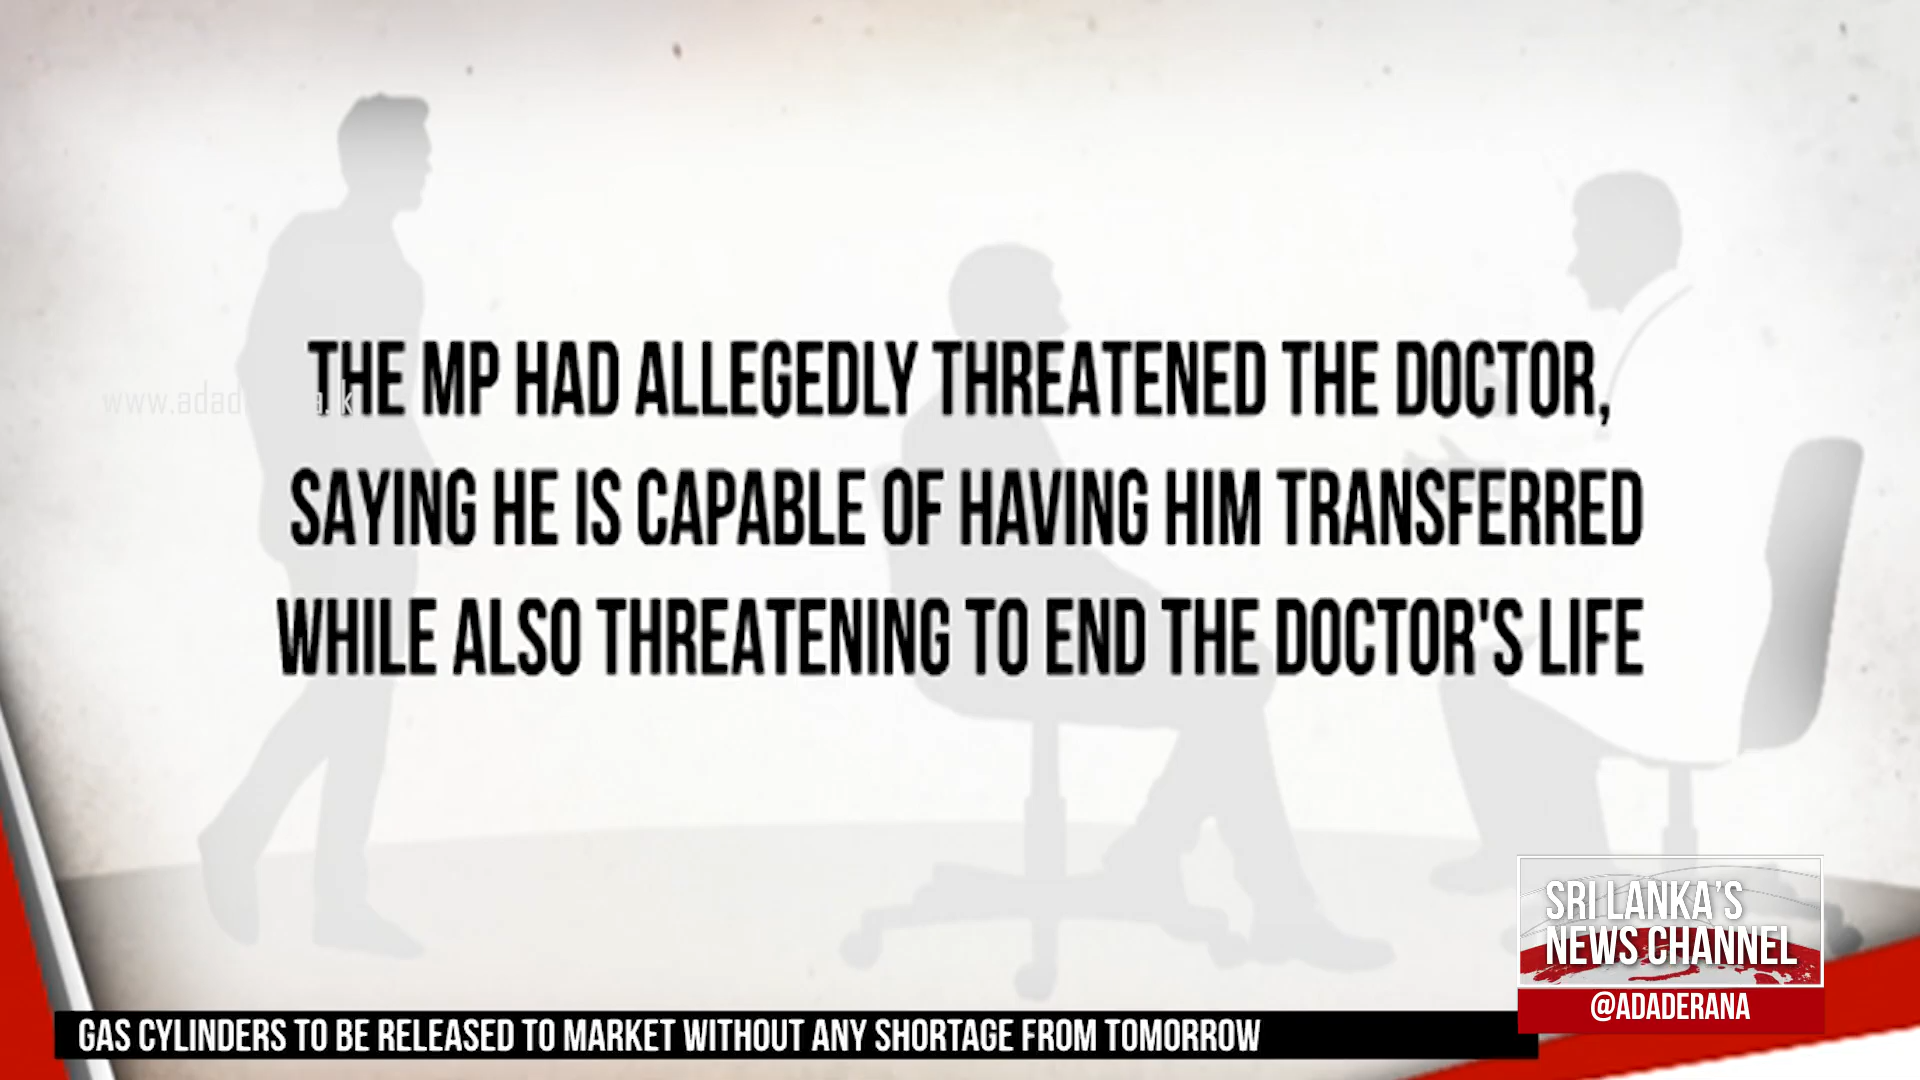 THE MP HAD ALLEGEDLY THREATENED THE DOCTOR,
SAYING HE IS CAPABLE OF HAVING HIM TRANSFERRED
WHILE ALSO THREATENING TO END THE DOCTOR'S LIFE
SRI LANKA'S
NEWS CHANNEL
@ADADERANA
GAS CYLINDERS TO BE RELEASED TO MARKET WITHOUT ANY SHORTAGE FROM TOMORROW